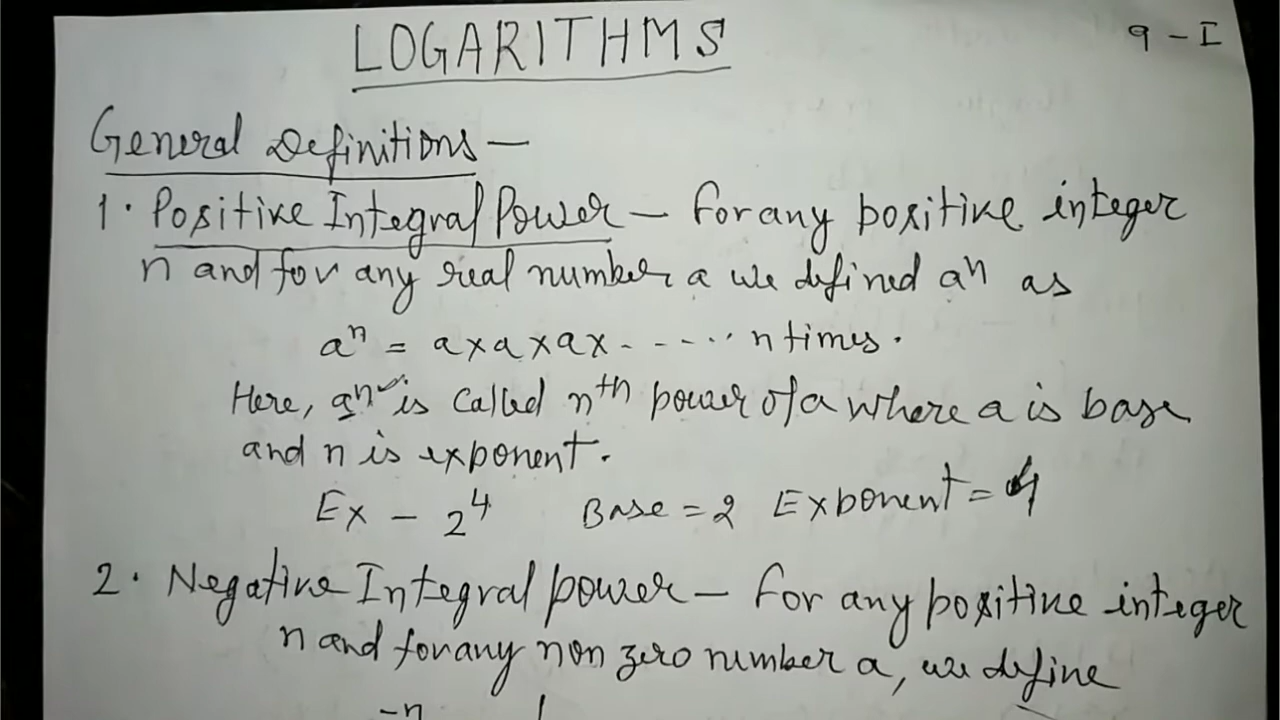 LOGARITHMS
9-I
General Definitions —
1. Positive Integral Power — For any positive integer
n and for any real number a we defined aⁿ as
aⁿ = a×a×a×- - - - .. n times.
Here, aⁿ is called nᵗʰ power of a where a is base
and n is exponent.
Ex — 2⁴ Base = 2 Exponent = 4
2. Negative Integral power — For any positive integer
n and for any non zero number a, we define
-n